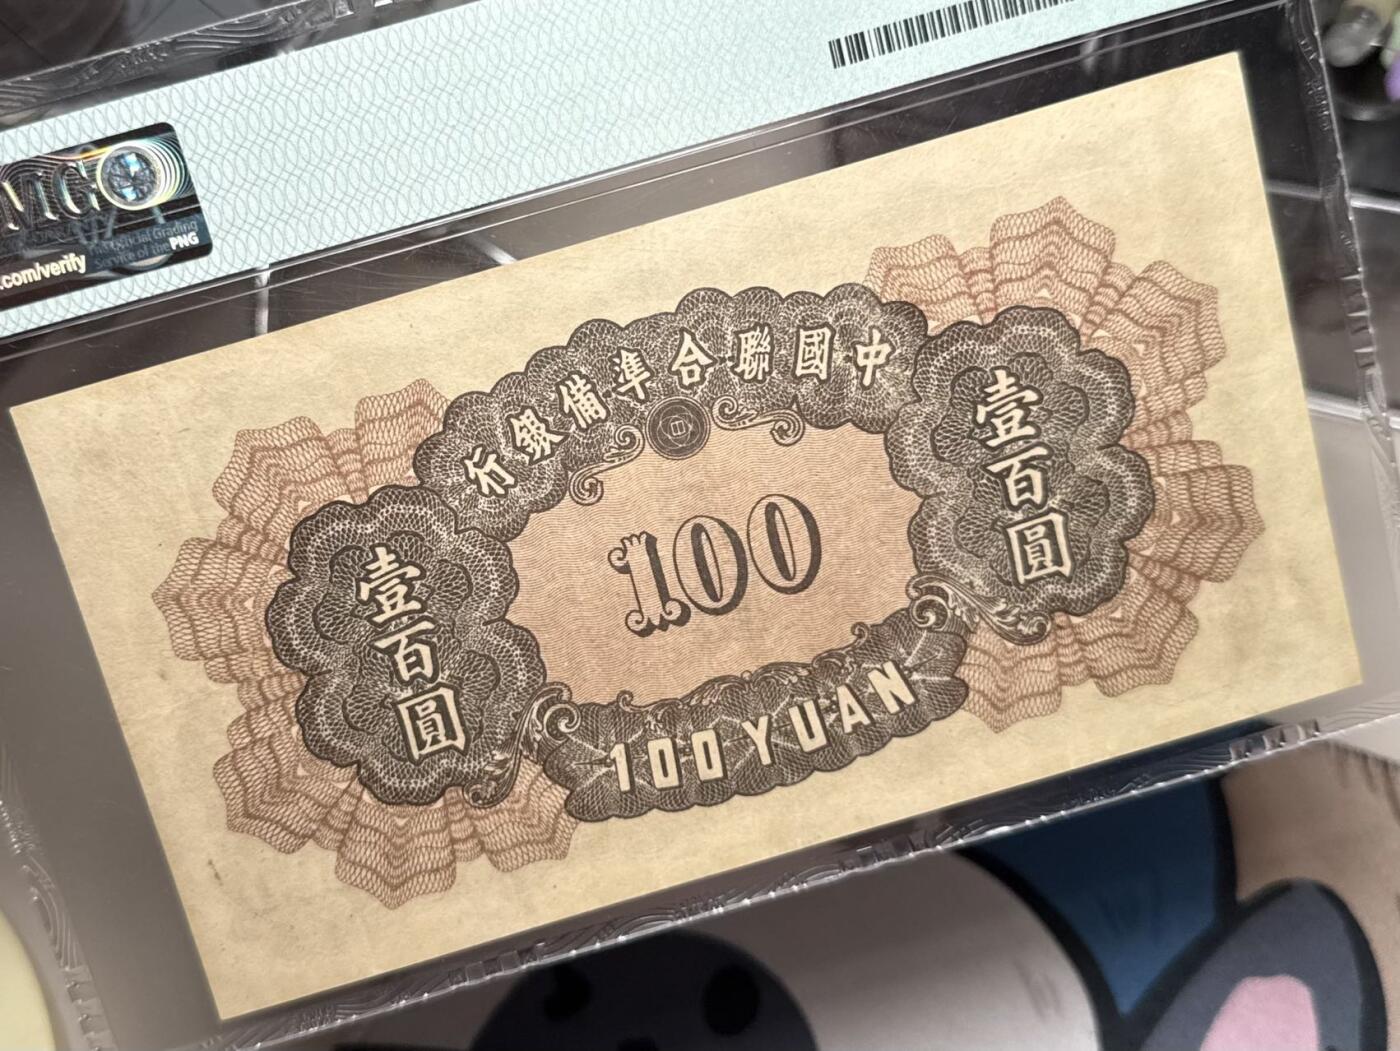 PMG
Official Grading
Service of the PNG
.com/verify
中國聯合準備銀行
壹百圓
壹百圓
100
100 YUAN